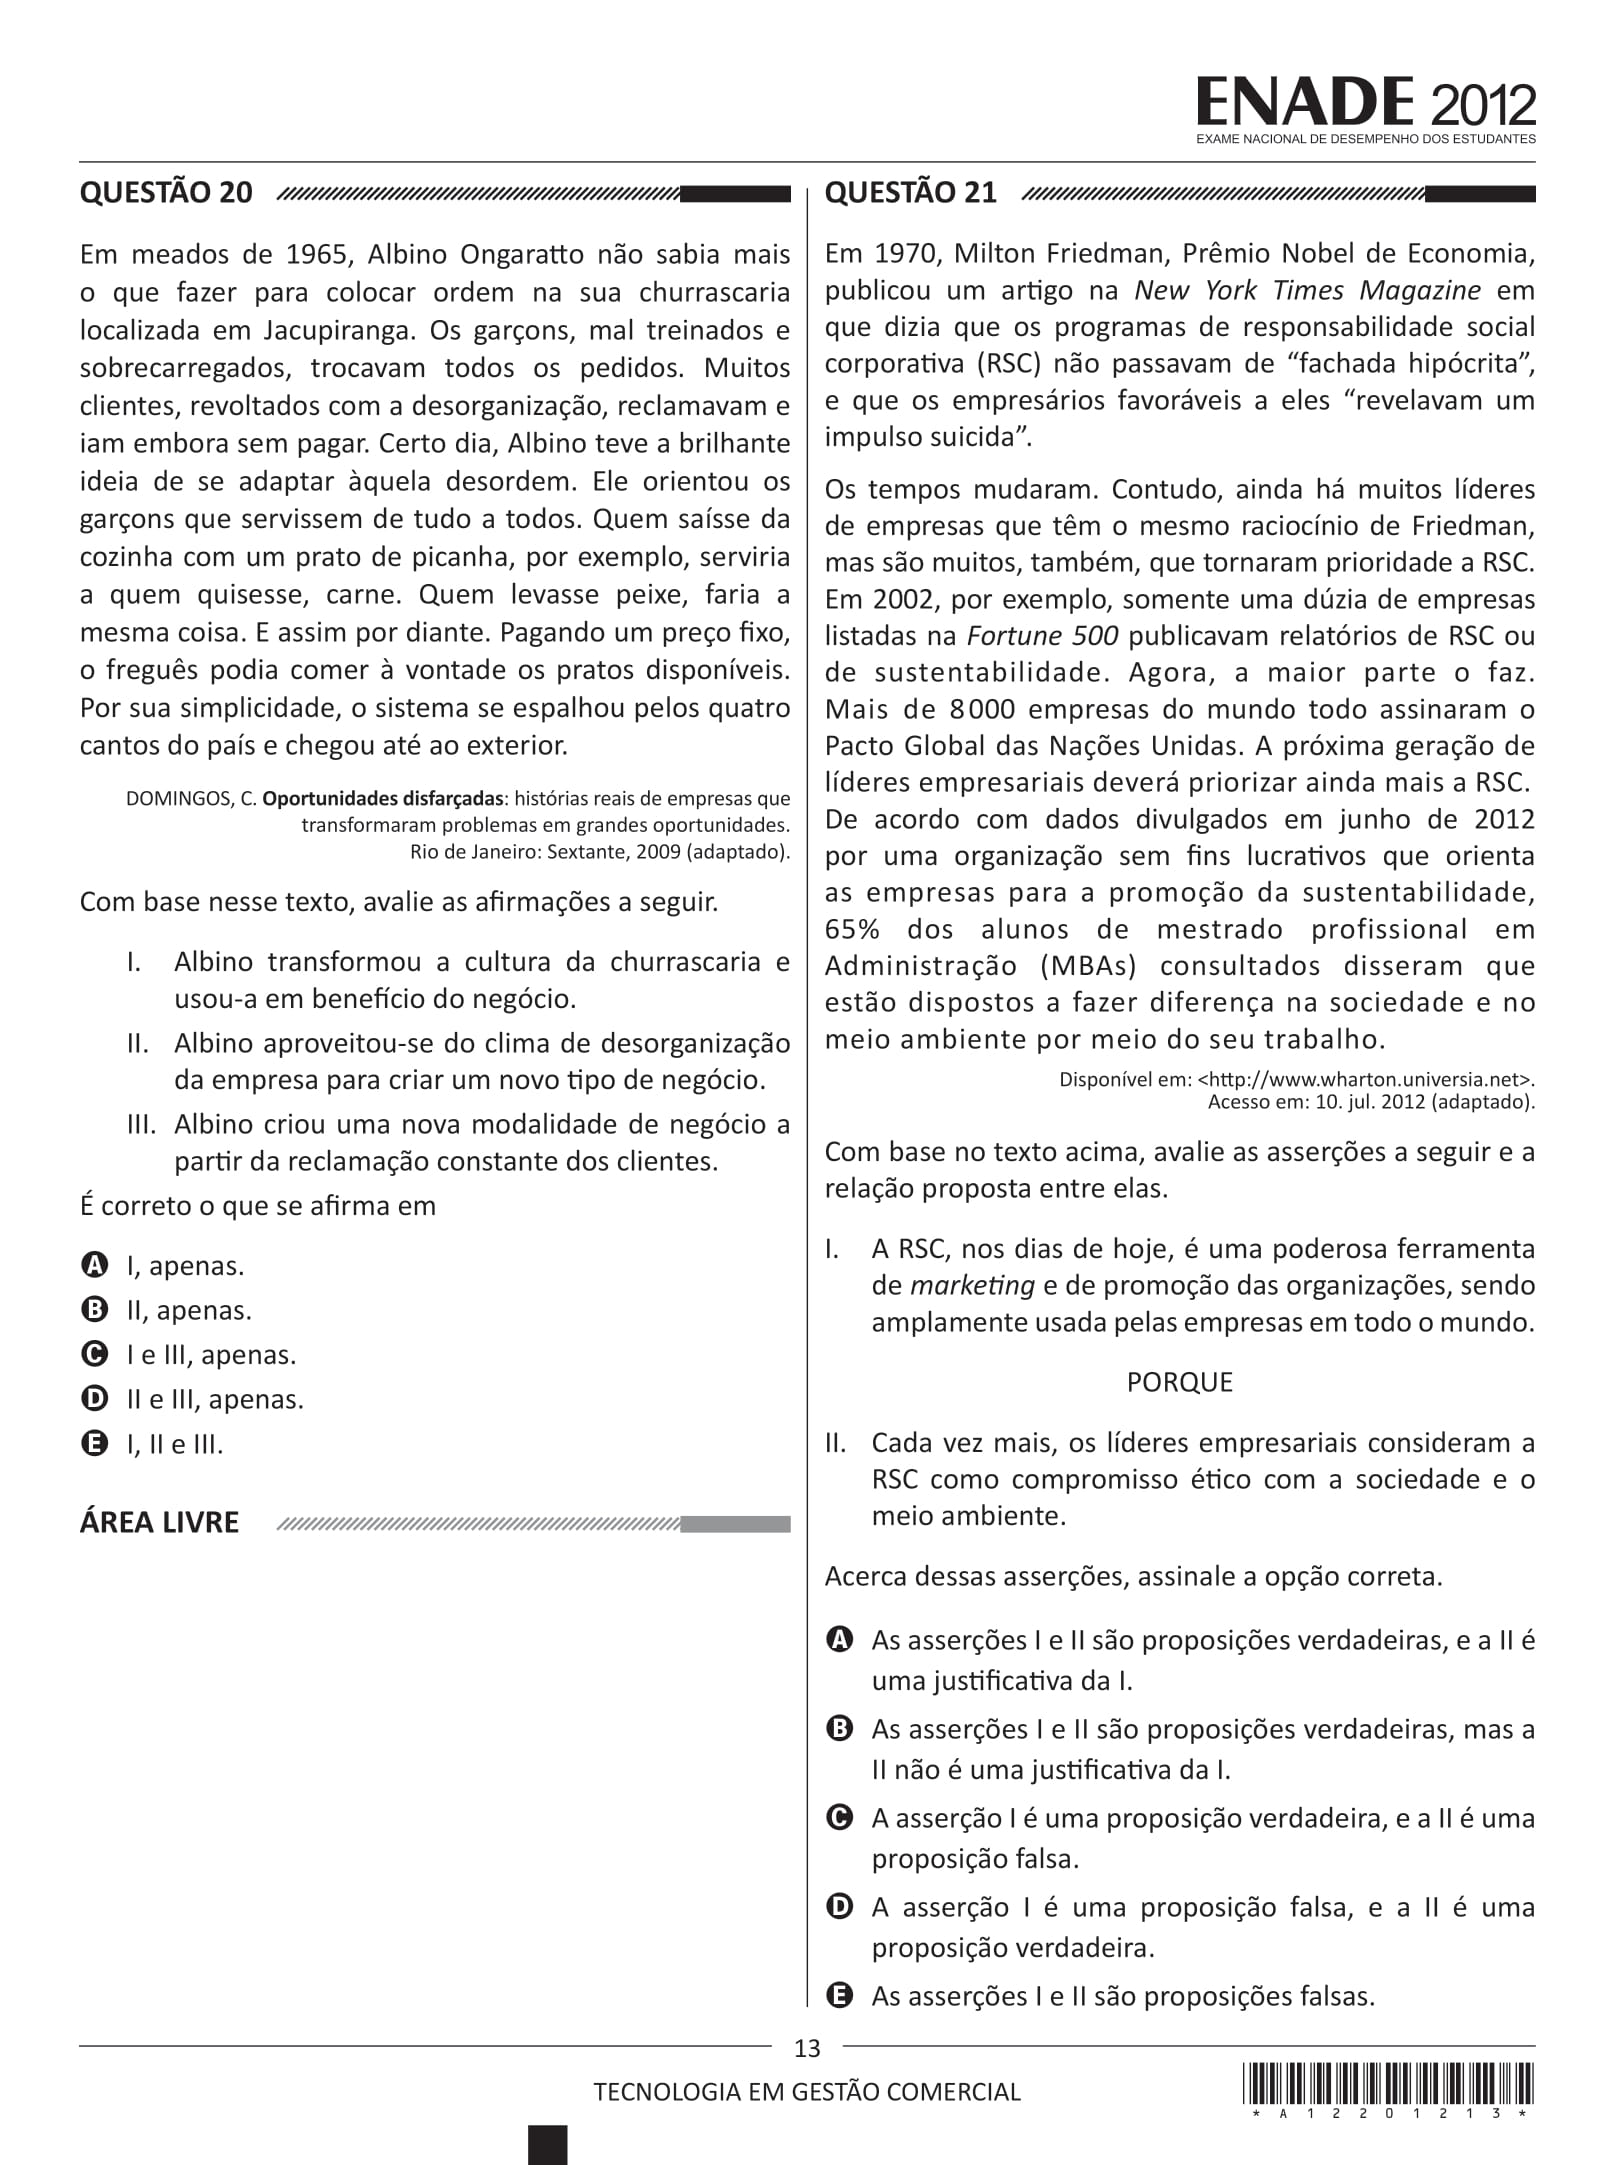 ENADE 2012
EXAME NACIONAL DE DESEMPENHO DOS ESTUDANTES
QUESTÃO 20
Em meados de 1965, Albino Ongaratto não sabia mais
o que fazer para colocar ordem na sua churrascaria
localizada em Jacupiranga. Os garçons, mal treinados e
sobrecarregados, trocavam todos os pedidos. Muitos
clientes, revoltados com a desorganização, reclamavam e
iam embora sem pagar. Certo dia, Albino teve a brilhante
ideia de se adaptar àquela desordem. Ele orientou os
garçons que servissem de tudo a todos. Quem saísse da
cozinha com um prato de picanha, por exemplo, serviria
a quem quisesse, carne. Quem levasse peixe, faria a
mesma coisa. E assim por diante. Pagando um preço fixo,
o freguês podia comer à vontade os pratos disponíveis.
Por sua simplicidade, o sistema se espalhou pelos quatro
cantos do país e chegou até ao exterior.
DOMINGOS, C. Oportunidades disfarçadas: histórias reais de empresas que
transformaram problemas em grandes oportunidades.
Rio de Janeiro: Sextante, 2009 (adaptado).
Com base nesse texto, avalie as afirmações a seguir.
I. Albino transformou a cultura da churrascaria e
usou-a em benefício do negócio.
II. Albino aproveitou-se do clima de desorganização
da empresa para criar um novo tipo de negócio.
III. Albino criou uma nova modalidade de negócio a
partir da reclamação constante dos clientes.
É correto o que se afirma em
A I, apenas.
B II, apenas.
C I e III, apenas.
D II e III, apenas.
E I, II e III.
ÁREA LIVRE
QUESTÃO 21
Em 1970, Milton Friedman, Prêmio Nobel de Economia,
publicou um artigo na New York Times Magazine em
que dizia que os programas de responsabilidade social
corporativa (RSC) não passavam de “fachada hipócrita”,
e que os empresários favoráveis a eles “revelavam um
impulso suicida”.
Os tempos mudaram. Contudo, ainda há muitos líderes
de empresas que têm o mesmo raciocínio de Friedman,
mas são muitos, também, que tornaram prioridade a RSC.
Em 2002, por exemplo, somente uma dúzia de empresas
listadas na Fortune 500 publicavam relatórios de RSC ou
de sustentabilidade. Agora, a maior parte o faz.
Mais de 8 000 empresas do mundo todo assinaram o
Pacto Global das Nações Unidas. A próxima geração de
líderes empresariais deverá priorizar ainda mais a RSC.
De acordo com dados divulgados em junho de 2012
por uma organização sem fins lucrativos que orienta
as empresas para a promoção da sustentabilidade,
65% dos alunos de mestrado profissional em
Administração (MBAs) consultados disseram que
estão dispostos a fazer diferença na sociedade e no
meio ambiente por meio do seu trabalho.
Disponível em: <http://www.wharton.universia.net>.
Acesso em: 10. jul. 2012 (adaptado).
Com base no texto acima, avalie as asserções a seguir e a
relação proposta entre elas.
I. A RSC, nos dias de hoje, é uma poderosa ferramenta
de marketing e de promoção das organizações, sendo
amplamente usada pelas empresas em todo o mundo.
PORQUE
II. Cada vez mais, os líderes empresariais consideram a
RSC como compromisso ético com a sociedade e o
meio ambiente.
Acerca dessas asserções, assinale a opção correta.
A As asserções I e II são proposições verdadeiras, e a II é
uma justificativa da I.
B As asserções I e II são proposições verdadeiras, mas a
II não é uma justificativa da I.
C A asserção I é uma proposição verdadeira, e a II é uma
proposição falsa.
D A asserção I é uma proposição falsa, e a II é uma
proposição verdadeira.
E As asserções I e II são proposições falsas.
13
TECNOLOGIA EM GESTÃO COMERCIAL
* A 1 2 2 0 1 2 1 3 *